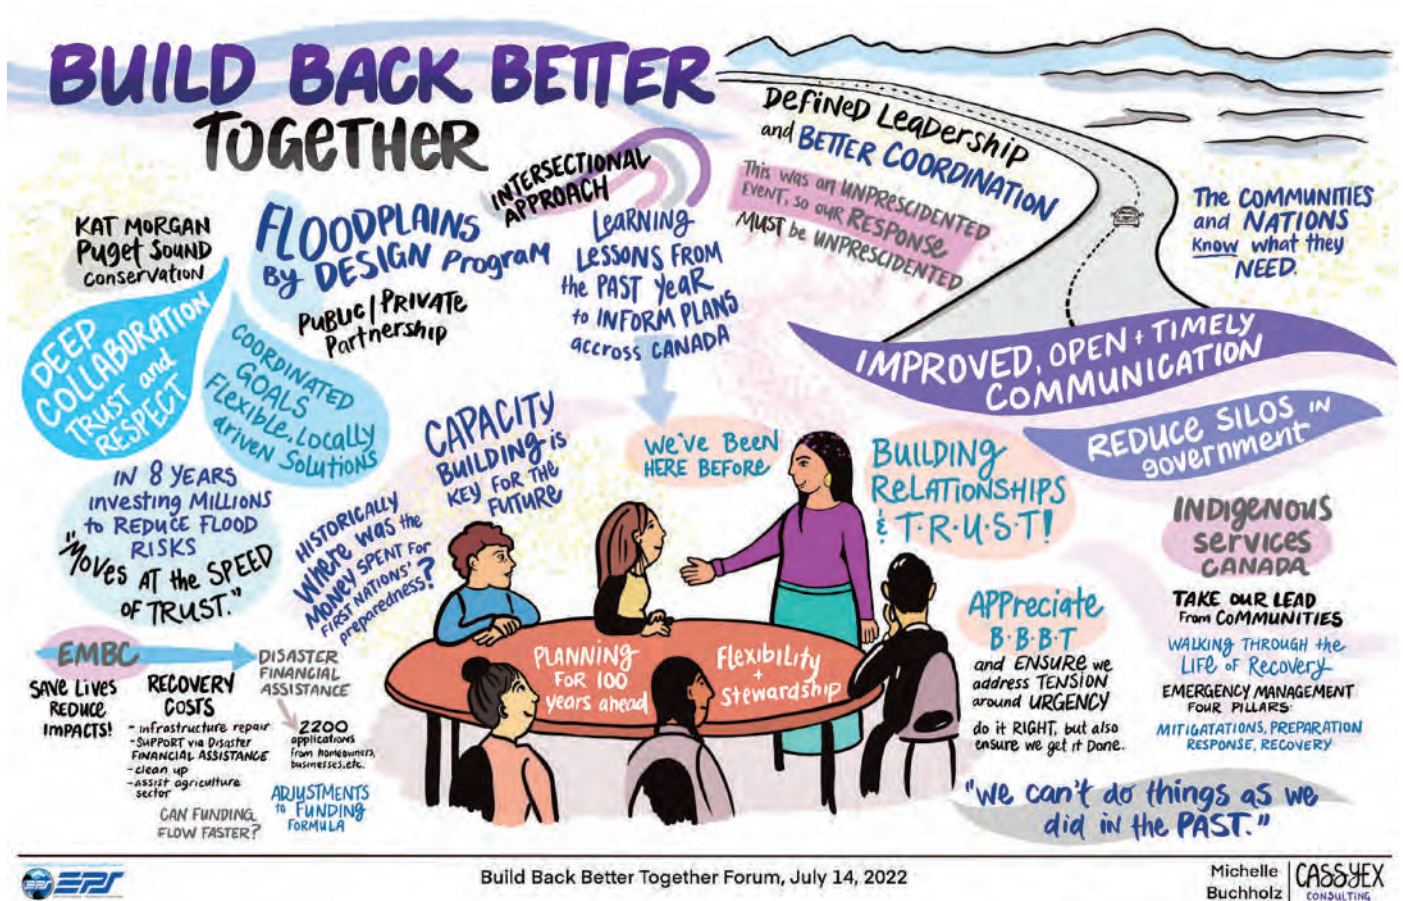 BUILD BACK BETTER
TOGETHER
KAT MORGAN
Puget SOUND
Conservation
FLOODPLAINS
By DESIGN Program
PUBLIC/PRIVATE
Partnership
INTERSECTIONAL
APPROACH
Learning
Lessons FROM
the PAST year
to INFORM PLANS
accross CANADA
Defined Leadership
and BETTER COORDINATION
This was an UNPRESCIDENTED
EVENT, so our RESPONSE
MUST be UNPRESCIDENTED
The COMMUNITIES
and NATIONS
Know what they
NEED.
IMPROVED, OPEN + TIMELY
COMMUNICATION
REDUCE SILOS IN
government
DEEP
COLLABORATION
TRUST and
RESPECT
COORDINATED
GOALS
Flexible, Locally
driven Solutions
IN 8 YEARS
investing MILLIONS
to REDUCE FLOOD
RISKS
"Moves AT the SPEED
OF TRUST."
HISTORICALLY
Where was the
MONEY SPENT FOR
FIRST NATIONS'
preparedness?
CAPACITY
BUILDING is
KEY FOR THE
FUTURE
We've BEEN
HERE BEFORE
BUILDING
RELATIONSHIPS
& T·R·U·S·T!
PLANNING
FOR 100
years ahead
Flexibility
+
Stewardship
EMBC
SAVE LIVES
REDUCE
IMPACTS!
RECOVERY
COSTS
- infrastructure repair
- SUPPORT via Disaster
FINANCIAL ASSISTANCE
- clean up
- assist agriculture
sector
CAN FUNDING
FLOW FASTER?
DISASTER
FINANCIAL
ASSISTANCE
2200
applications
from homeowners,
businesses, etc.
ADJUSTMENTS
to FUNDING
FORMULA
APPreciate
B·B·B·T
and ENSURE we
address TENSION
around URGENCY
do it RIGHT, but also
ensure we get it Done.
INDIGENOUS
Services
CANADA
TAKE OUR LEAD
From COMMUNITIES
WALKING THROUGH the
LIFE of Recovery
EMERGENCY MANAGEMENT
FOUR PILLARS:
MITIGATATIONS, PREPARATION
RESPONSE, RECOVERY
"We can't do things as we
did in the PAST."
EPS
Build Back Better Together Forum, July 14, 2022
Michelle
Buchholz
CASSYEX
CONSULTING